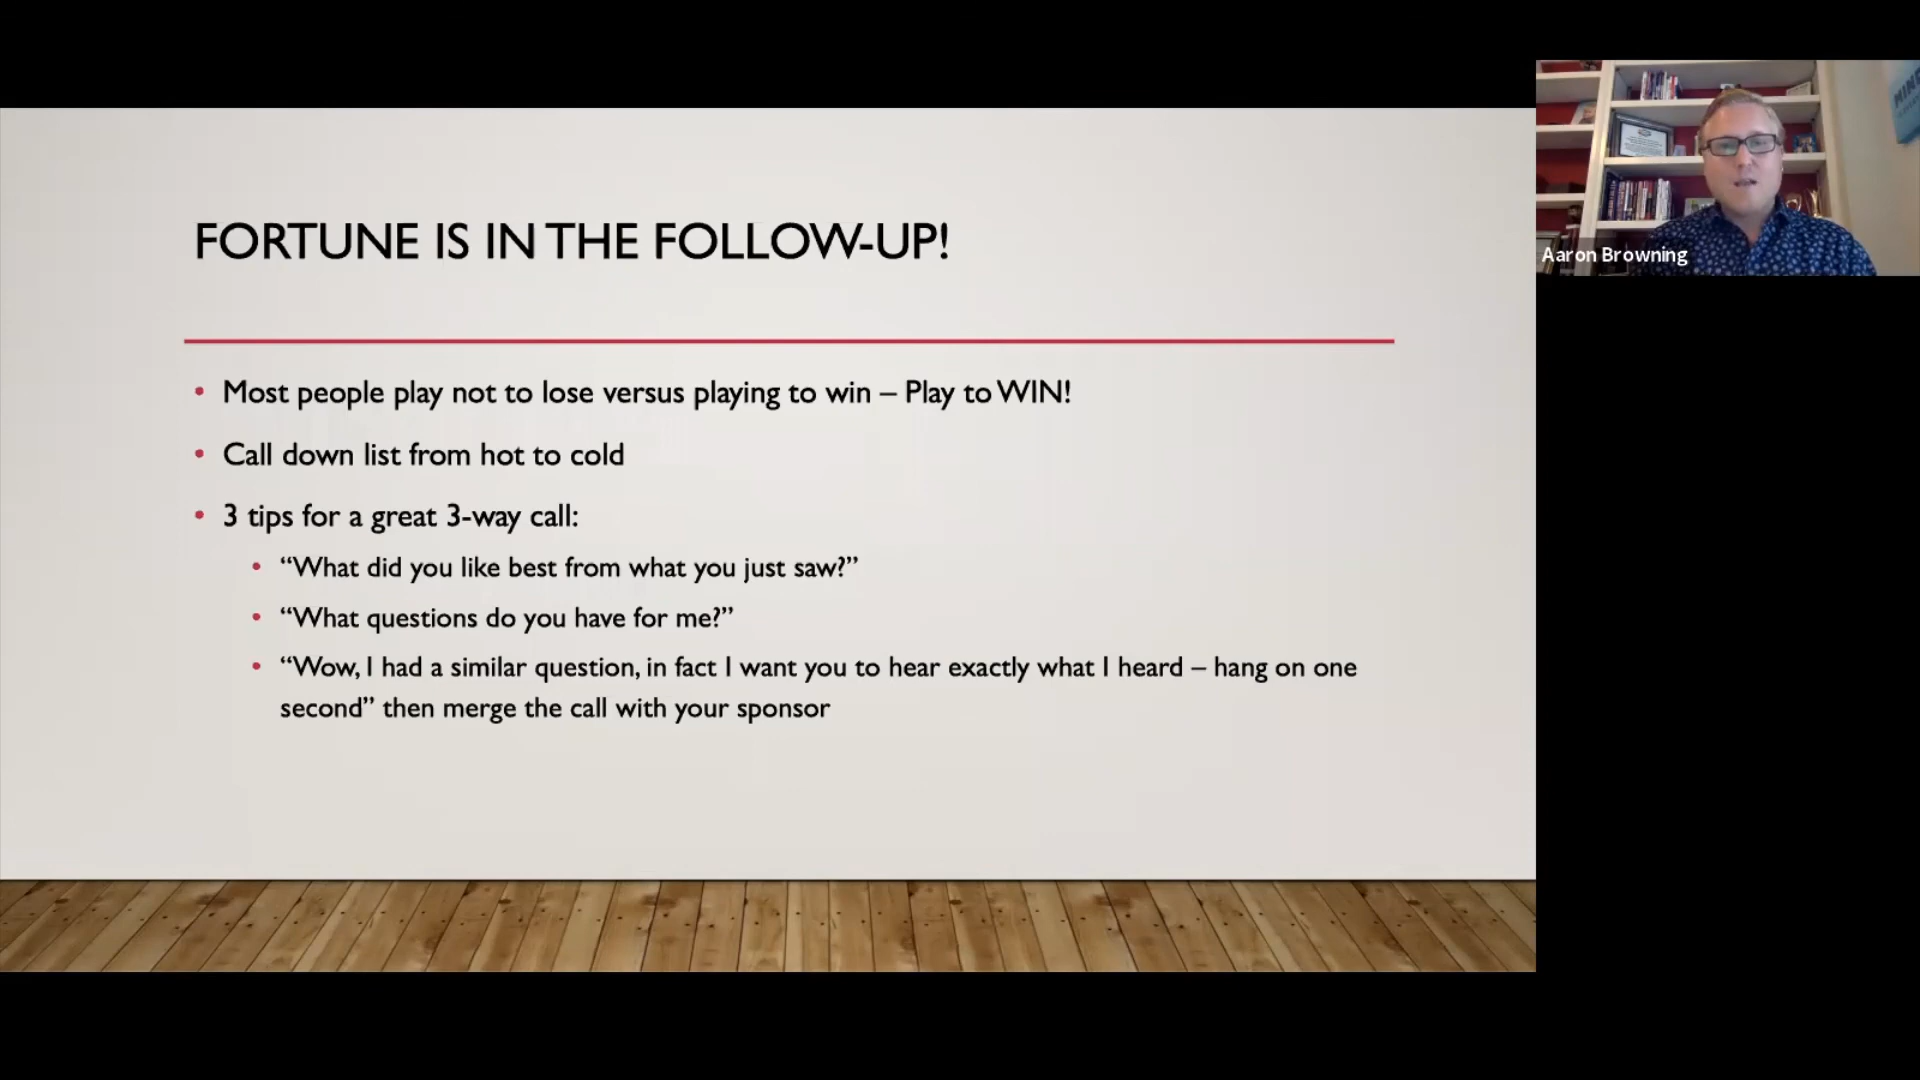 FORTUNE IS IN THE FOLLOW-UP!
• Most people play not to lose versus playing to win – Play to WIN!
• Call down list from hot to cold
• 3 tips for a great 3-way call:
• “What did you like best from what you just saw?”
• “What questions do you have for me?”
• “Wow, I had a similar question, in fact I want you to hear exactly what I heard – hang on one
second” then merge the call with your sponsor
Aaron Browning